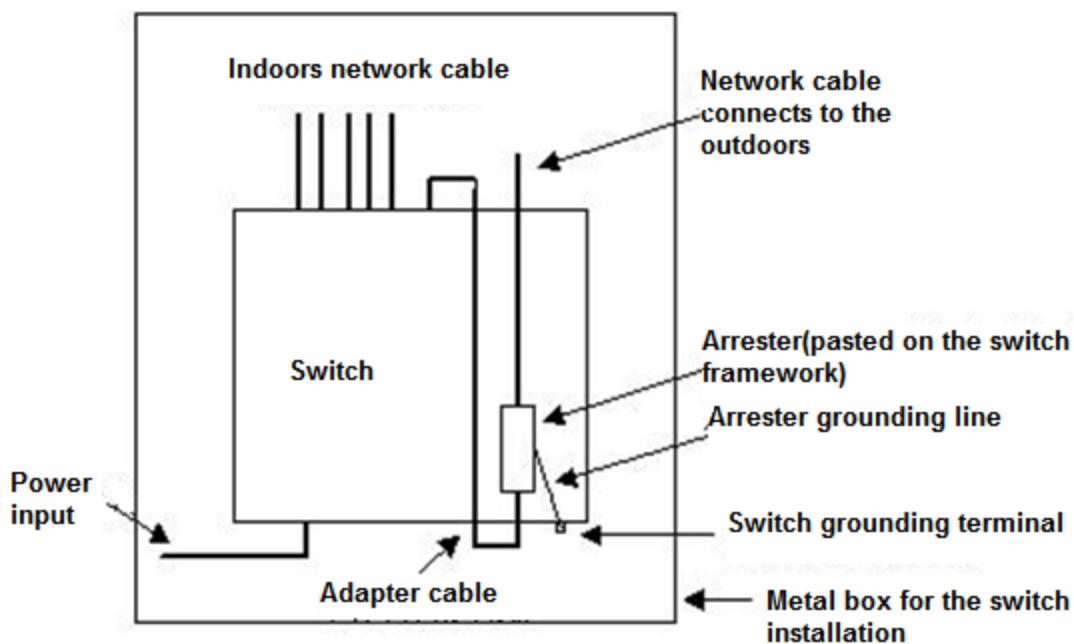 Indoors network cable
Network cable
connects to the
outdoors
Switch
Arrester(pasted on the switch
framework)
Arrester grounding line
Power
input
Switch grounding terminal
Adapter cable
Metal box for the switch
installation